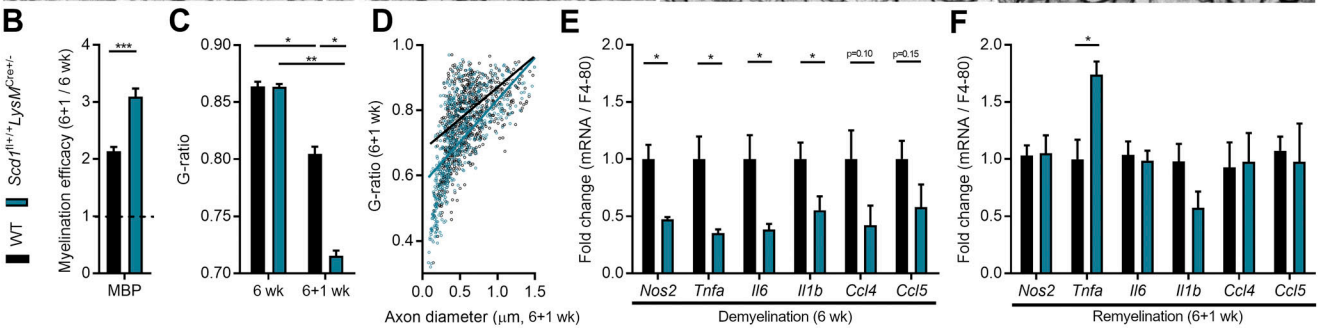 B
WT
Scd1fl+/+LysMCre+/-
Myelination efficacy (6+1 / 6 wk)
4
3
2
1
0
***
MBP
C
G-ratio
0.90
0.85
0.80
0.75
0.70
* *
**
6 wk 6+1 wk
D
G-ratio (6+1 wk)
1.0
0.8
0.6
0.4
0.0 0.5 1.0 1.5
Axon diameter (μm, 6+1 wk)
E
Fold change (mRNA / F4-80)
2.0
1.5
1.0
0.5
0.0
* * * * p=0.10 p=0.15
Nos2 Tnfa Il6 Il1b Ccl4 Ccl5
Demyelination (6 wk)
F
Fold change (mRNA / F4-80)
2.0
1.5
1.0
0.5
0.0
*
Nos2 Tnfa Il6 Il1b Ccl4 Ccl5
Remyelination (6+1 wk)